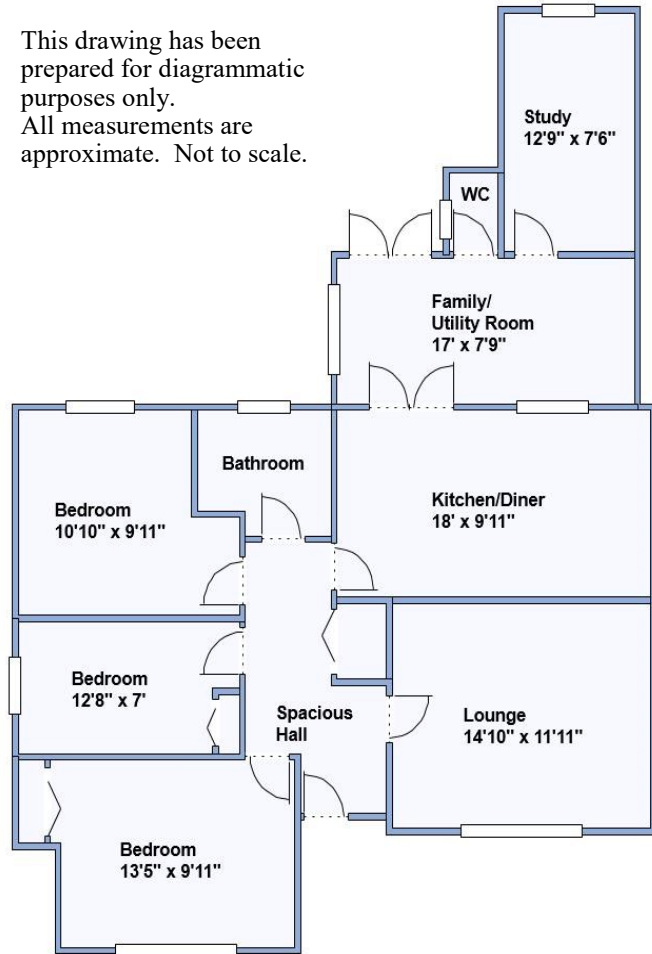 This drawing has been
prepared for diagrammatic
purposes only.
All measurements are
approximate.  Not to scale.
Study
12'9" x 7'6"
WC
Family/
Utility Room
17' x 7'9"
Bathroom
Kitchen/Diner
18' x 9'11"
Bedroom
10'10" x 9'11"
Bedroom
12'8" x 7'
Spacious
Hall
Lounge
14'10" x 11'11"
Bedroom
13'5" x 9'11"